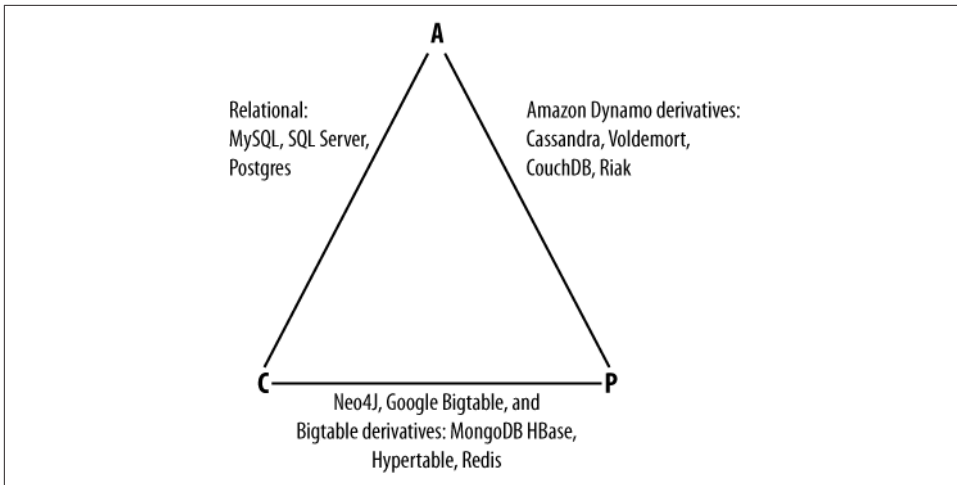 A
Relational:
MySQL, SQL Server,
Postgres
Amazon Dynamo derivatives:
Cassandra, Voldemort,
CouchDB, Riak
C
P
Neo4J, Google Bigtable, and
Bigtable derivatives: MongoDB HBase,
Hypertable, Redis